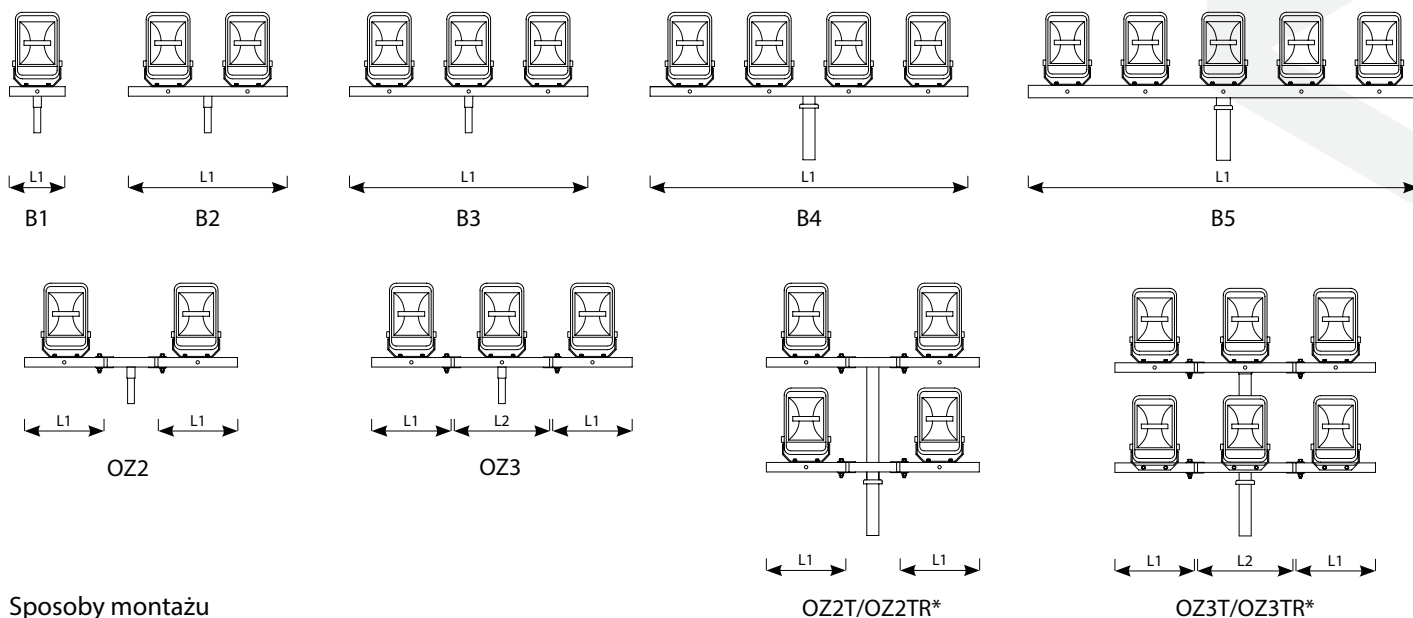 L1 L1 L1 L1 L1
B1 B2 B3 B4 B5
L1 L1 L1 L2 L1
OZ2 OZ3
L1 L1 L1 L2 L1
Sposoby montażu OZ2T/OZ2TR* OZ3T/OZ3TR*